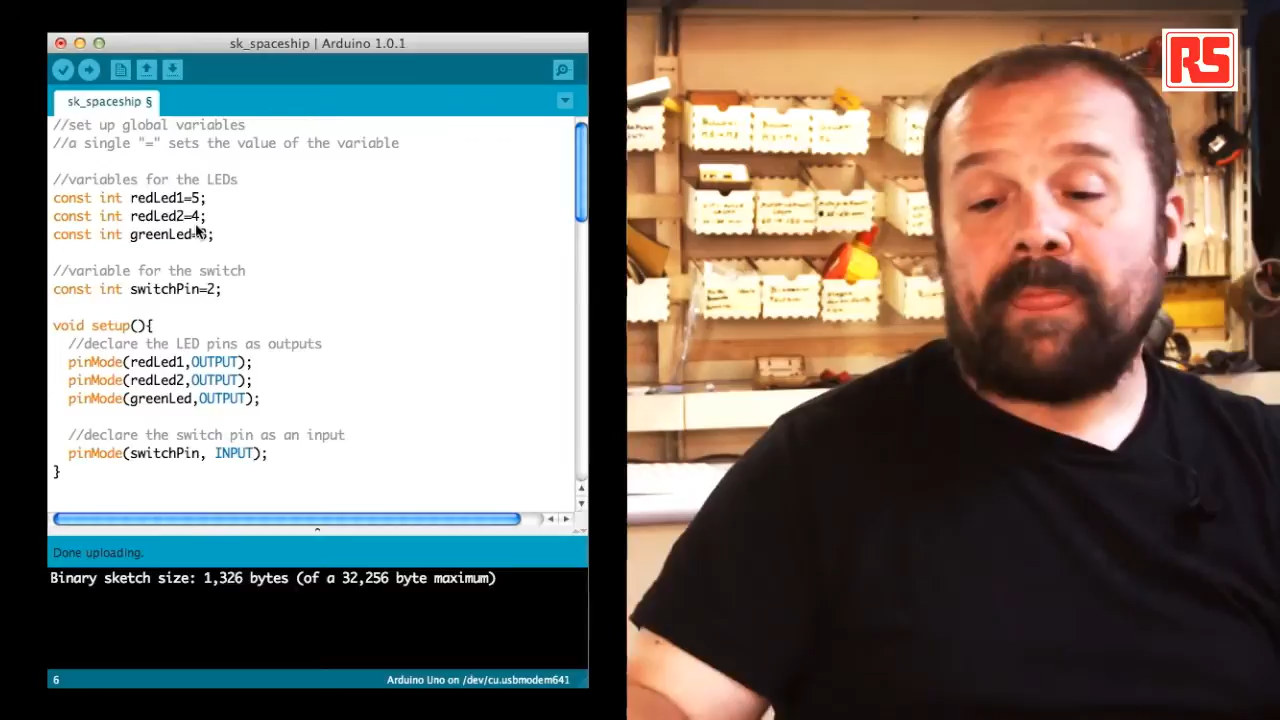 sk_spaceship | Arduino 1.0.1
sk_spaceship §
//set up global variables
//a single "=" sets the value of the variable
//variables for the LEDs
const int redLed1=5;
const int redLed2=4;
const int greenLed
//variable for the switch
const int switchPin=2;
void setup(){
//declare the LED pins as outputs
pinMode(redLed1,OUTPUT);
pinMode(redLed2,OUTPUT);
pinMode(greenLed,OUTPUT);
//declare the switch pin as an input
pinMode(switchPin, INPUT);
}
Done uploading.
Binary sketch size: 1,326 bytes (of a 32,256 byte maximum)
6
Arduino Uno on /dev/cu.usbmodem641
RS